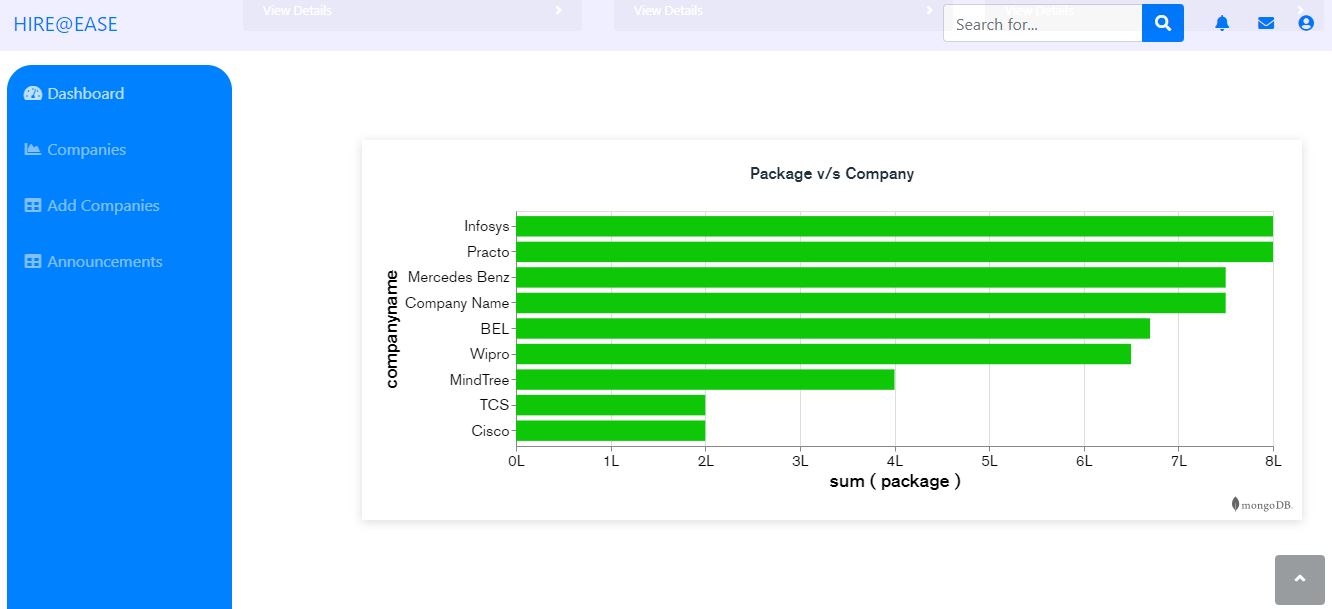 HIRE@EASE
View Details
View Details
View Details
Search for...
Dashboard
Companies
Add Companies
Announcements
Package v/s Company
companyname
Infosys
Practo
Mercedes Benz
Company Name
BEL
Wipro
MindTree
TCS
Cisco
0L 1L 2L 3L 4L 5L 6L 7L 8L
sum ( package )
mongoDB.